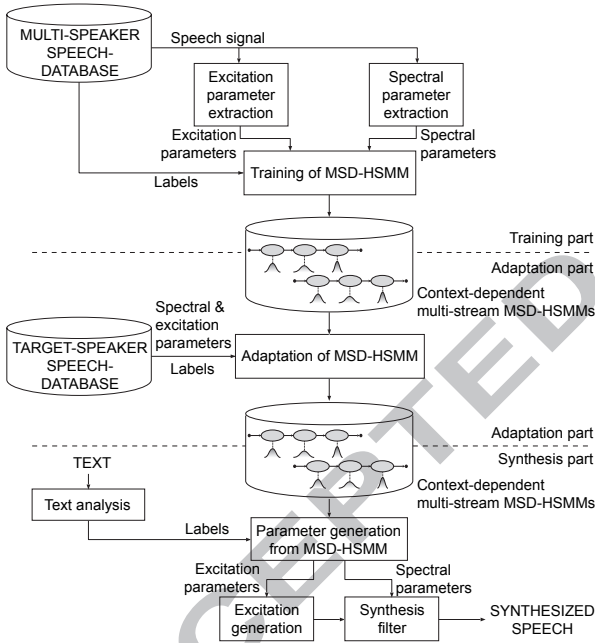 MULTI-SPEAKER
SPEECH-
DATABASE
Speech signal
Excitation
parameter
extraction
Spectral
parameter
extraction
Excitation
parameters
Spectral
parameters
Labels
Training of MSD-HSMM
Training part
Adaptation part
Context-dependent
multi-stream MSD-HSMMs
Spectral &
excitation
parameters
Labels
TARGET-SPEAKER
SPEECH-
DATABASE
Adaptation of MSD-HSMM
Adaptation part
Synthesis part
Context-dependent
multi-stream MSD-HSMMs
TEXT
Text analysis
Labels
Parameter generation
from MSD-HSMM
Excitation
parameters
Spectral
parameters
Excitation
generation
Synthesis
filter
SYNTHESIZED
SPEECH
CEPTED